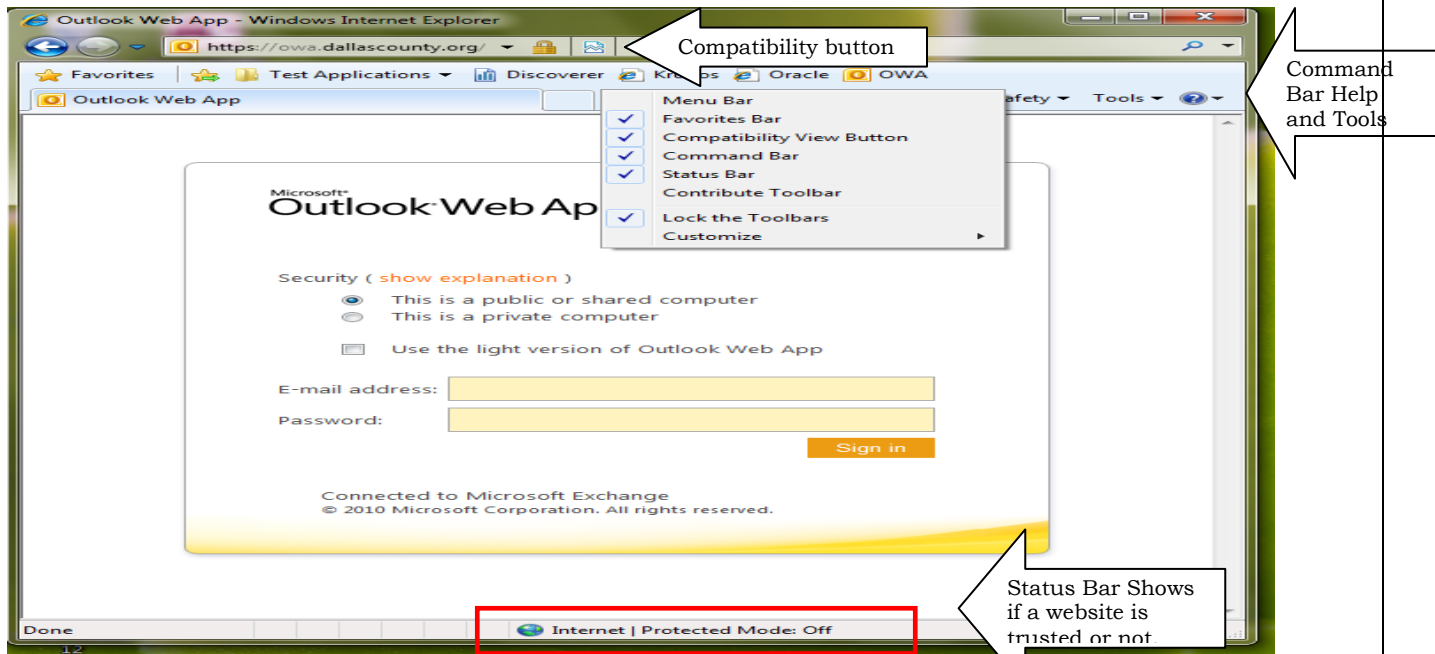 Outlook Web App - Windows Internet Explorer
https://owa.dallascounty.org/
Compatibility button
Favorites Test Applications Discoverer Oracle OWA
Outlook Web App
Tools
Command
Bar Help
and Tools
Menu Bar
Favorites Bar
Compatibility View Button
Command Bar
Status Bar
Contribute Toolbar
Lock the Toolbars
Customize
Microsoft
Outlook Web Ap
Security ( show explanation )
This is a public or shared computer
This is a private computer
Use the light version of Outlook Web App
E-mail address:
Password:
Sign in
Connected to Microsoft Exchange
© 2010 Microsoft Corporation. All rights reserved.
Status Bar Shows
if a website is
trusted or not.
Done
Internet | Protected Mode: Off
12